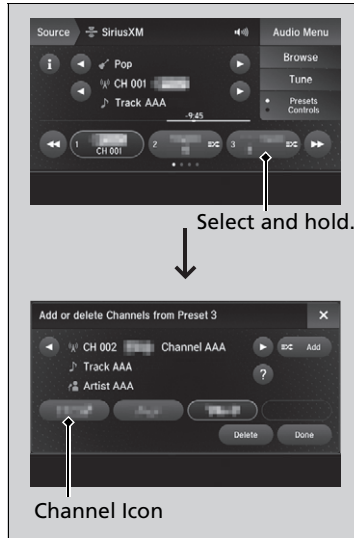 Source SiriusXM Audio Menu
Pop Browse
CH 001 Tune
Track AAA Presets
Controls
-9:45
1 2 3
CH 001
Select and hold.
Add or delete Channels from Preset 3 ×
CH 002 Channel AAA Add
Track AAA ?
Artist AAA
Delete Done
Channel Icon